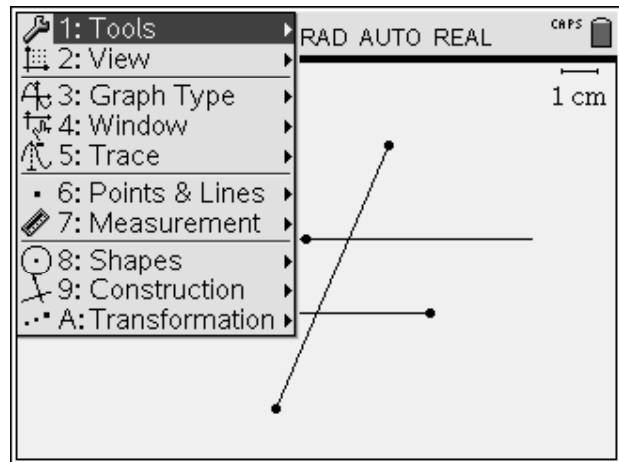 1: Tools
RAD AUTO REAL
CAPS
2: View
3: Graph Type
1 cm
4: Window
5: Trace
6: Points & Lines
7: Measurement
8: Shapes
9: Construction
A: Transformation